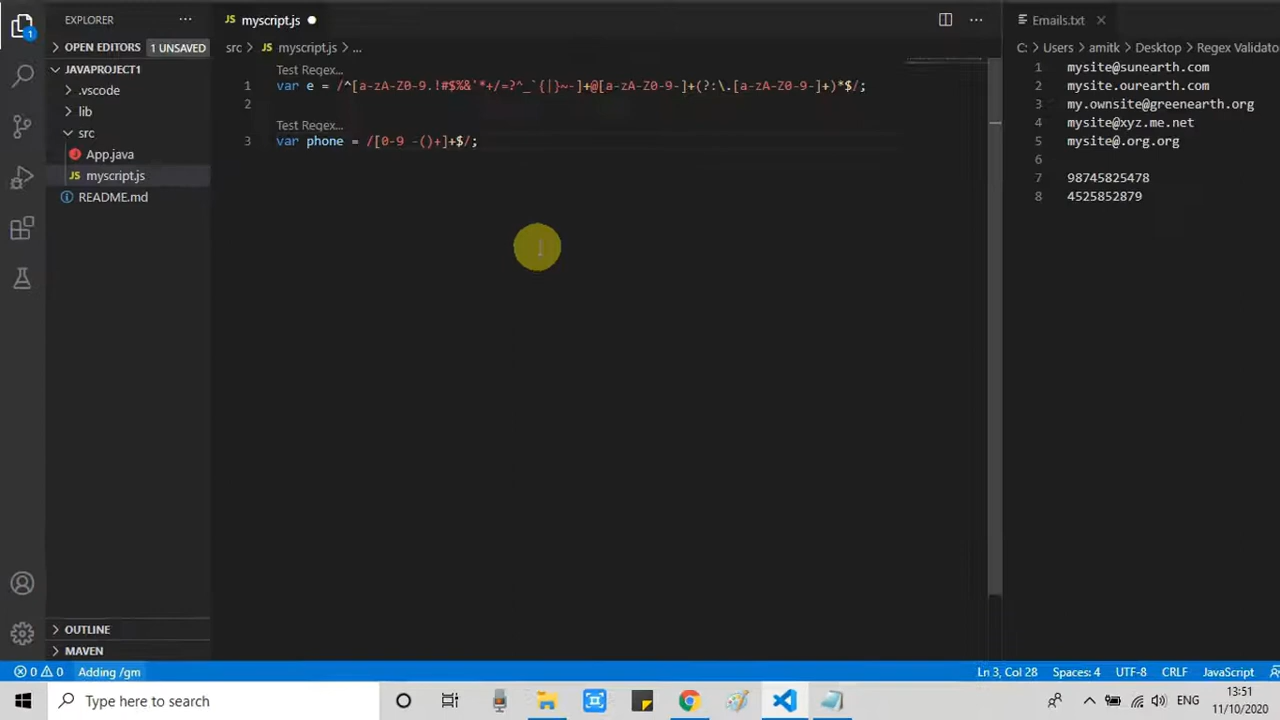 EXPLORER
···
OPEN EDITORS 1 UNSAVED
JAVAPROJECT1
.vscode
lib
src
App.java
JS myscript.js
README.md
OUTLINE
MAVEN
JS myscript.js
src > JS myscript.js > ...
Test Regex...
1 var e = /^[a-zA-Z0-9.!#$%&`*+/=?^_`{|}~-]+@[a-zA-Z0-9-]+(?:\.[a-zA-Z0-9-]+)*$/;
2
Test Regex...
3 var phone = /[0-9 -()+]+$/;
Emails.txt
C: > Users > amitk > Desktop > Regex Validato
1 mysite@sunearth.com
2 mysite.ourearth.com
3 my.ownsite@greenearth.org
4 mysite@xyz.me.net
5 mysite@.org.org
6
7 98745825478
8 4525852879
0 0 Adding /gm
Ln 3, Col 28 Spaces: 4 UTF-8 CRLF JavaScript
Type here to search
ENG
13:51
11/10/2020